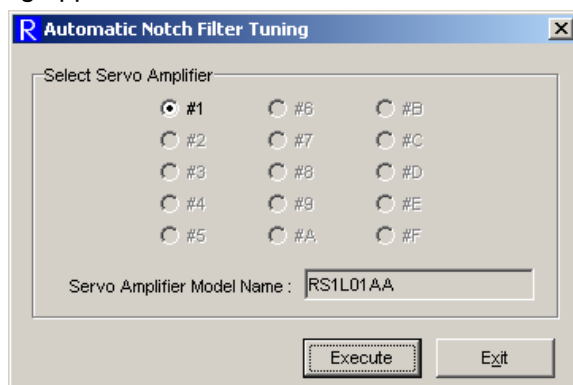 R Automatic Notch Filter Tuning
Select Servo Amplifier
#1 #6 #B
#2 #7 #C
#3 #8 #D
#4 #9 #E
#5 #A #F
Servo Amplifier Model Name : RS1L01AA
Execute Exit